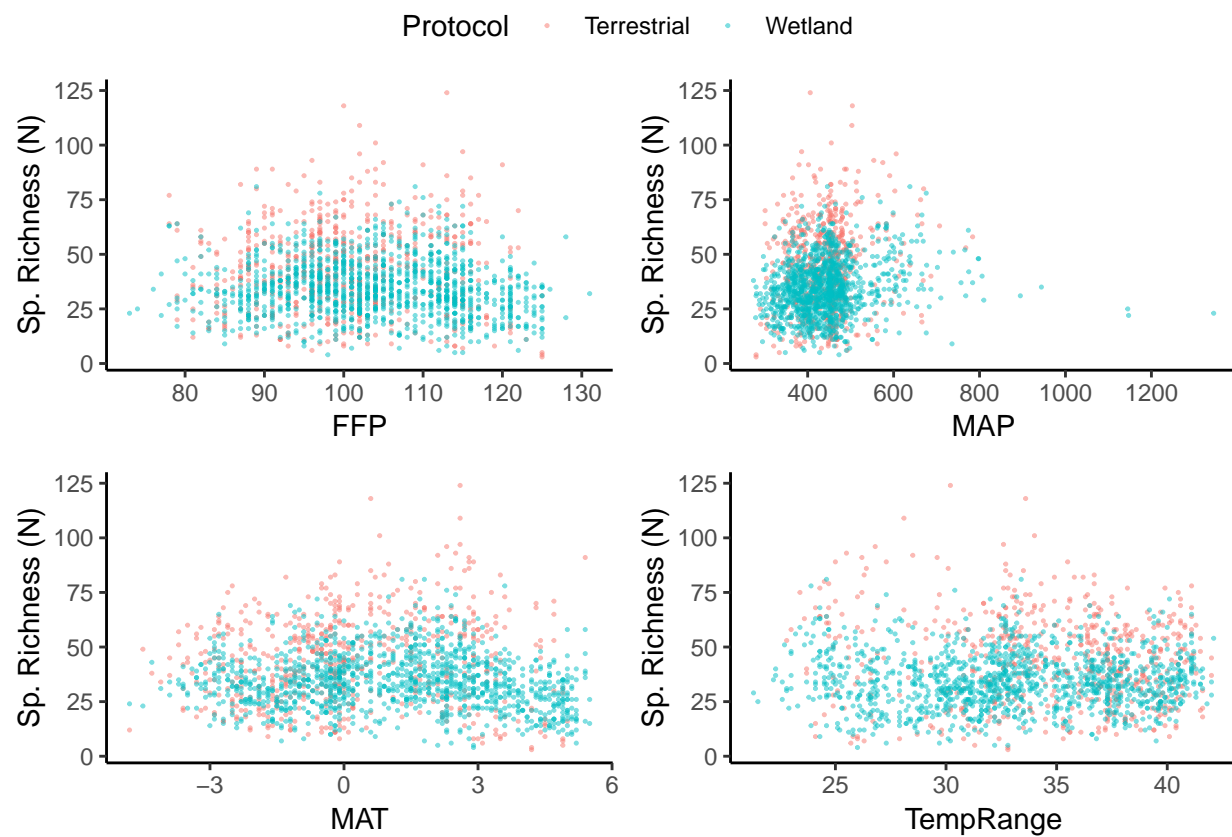 Protocol Terrestrial Wetland
125
100
75
50
25
0
Sp. Richness (N)
80 90 100 110 120 130
FFP
125
100
75
50
25
0
Sp. Richness (N)
400 600 800 1000 1200
MAP
125
100
75
50
25
0
Sp. Richness (N)
−3 0 3 6
MAT
125
100
75
50
25
0
Sp. Richness (N)
25 30 35 40
TempRange